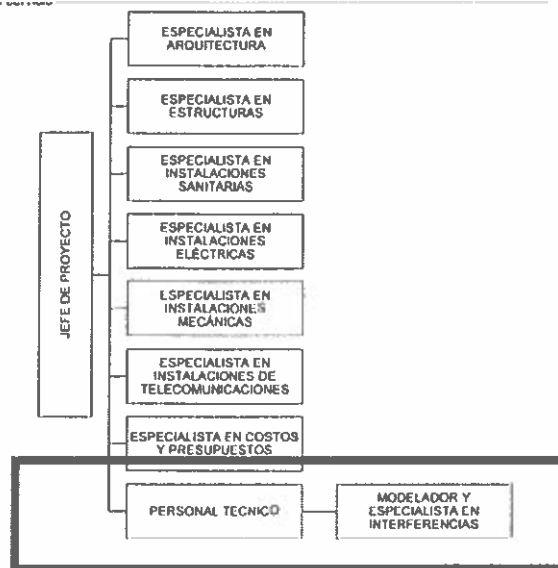 ESPECIALISTA EN
ARQUITECTURA
ESPECIALISTA EN
ESTRUCTURAS
ESPECIALISTA EN
INSTALACIONES
SANITARIAS
JEFE DE PROYECTO
ESPECIALISTA EN
INSTALACIONES
ELÉCTRICAS
ESPECIALISTA EN
INSTALACIONES
MECÁNICAS
ESPECIALISTA EN
INSTALACIONES DE
TELECOMUNICACIONES
ESPECIALISTA EN COSTOS
Y PRESUPUESTOS
PERSONAL TECNICO
MODELADOR Y
ESPECIALISTA EN
INTERFERENCIAS